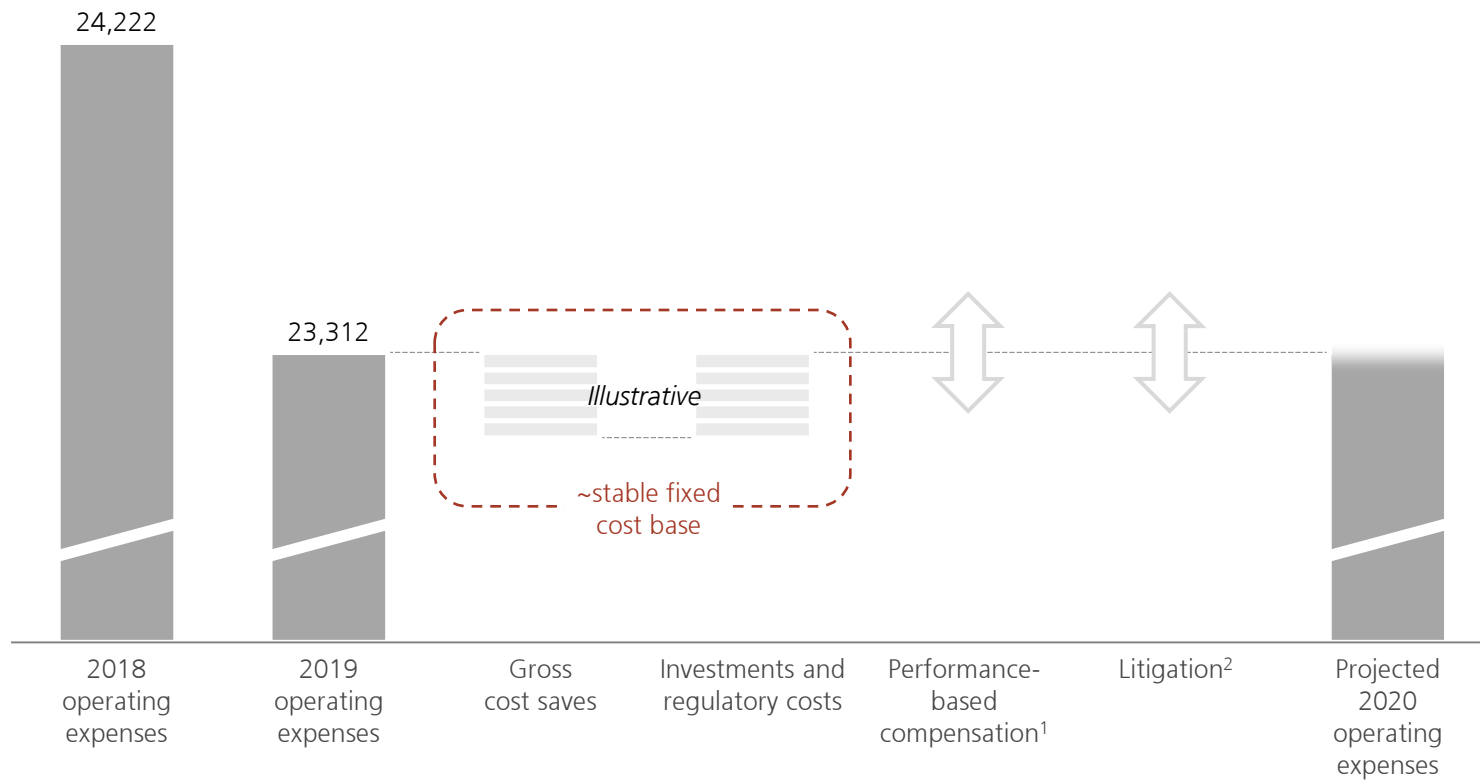 24,222
23,312
Illustrative
~stable fixed
cost base
2018
operating
expenses
2019
operating
expenses
Gross
cost saves
Investments and
regulatory costs
Performance-
based
compensation¹
Litigation²
Projected
2020
operating
expenses